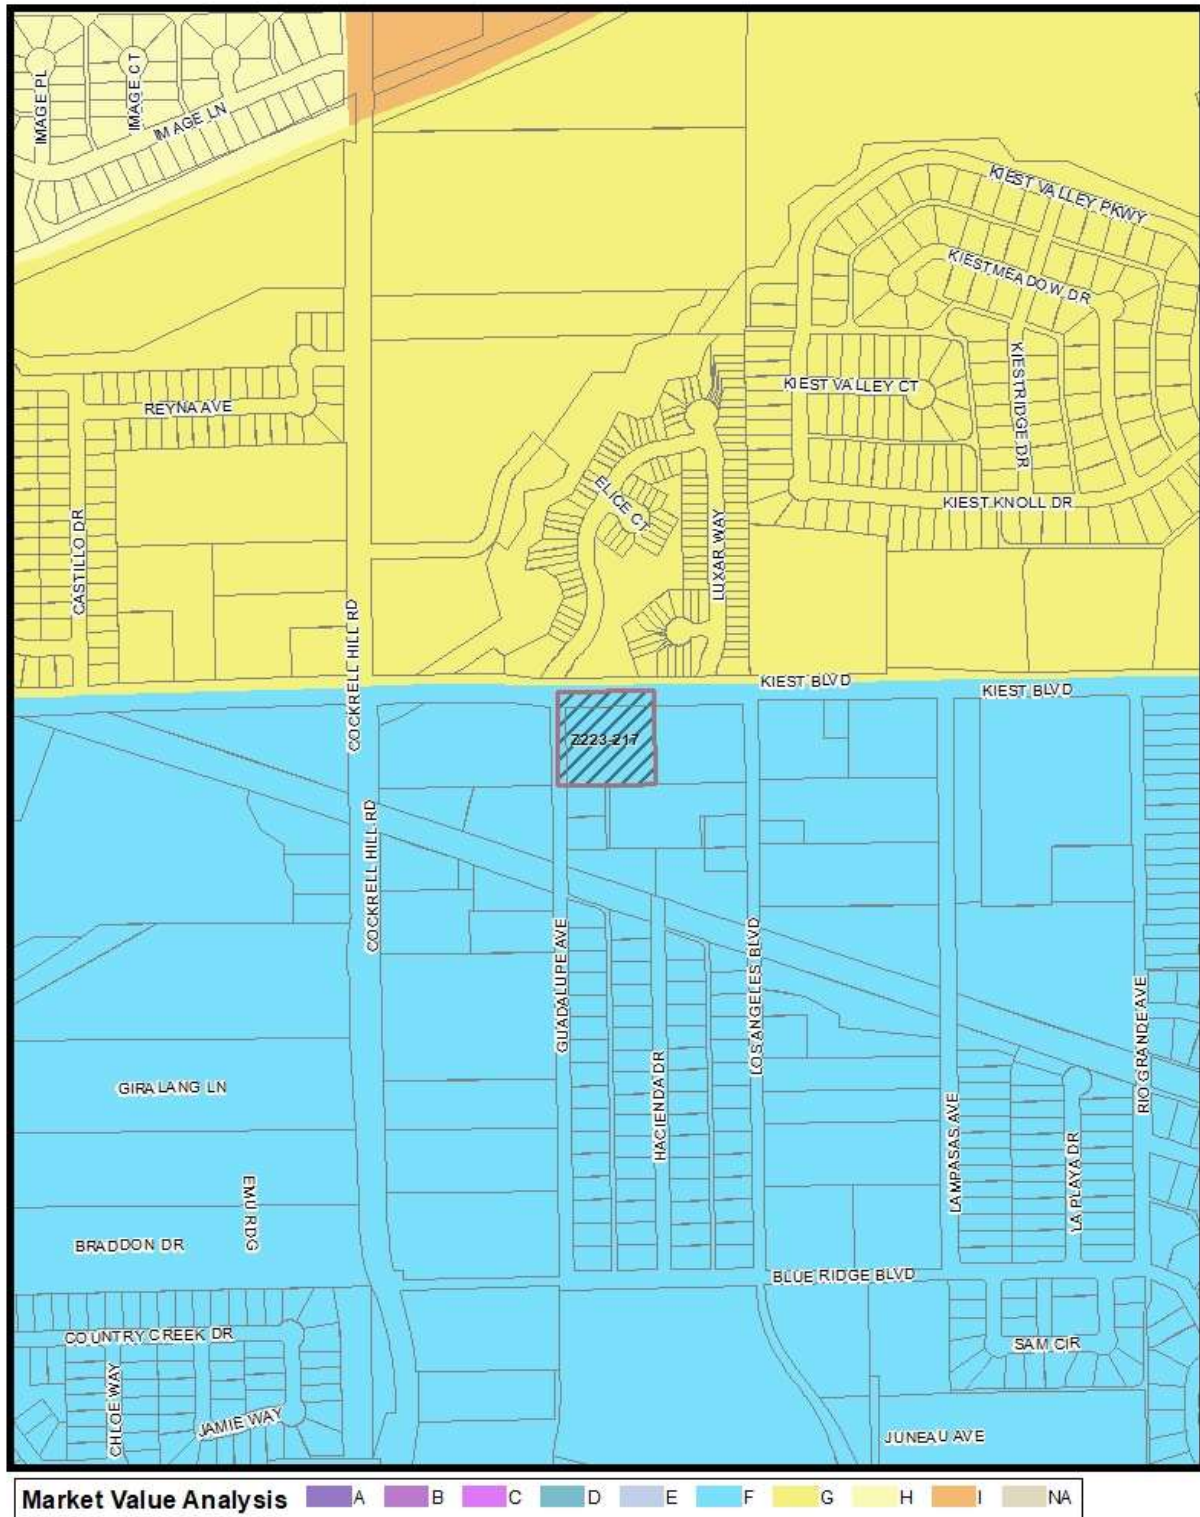 IMAGE PL
IMAGE CT
IMAGE LN
KIEST VALLEY PKWY
KIESTMEADOW DR
KIESTRIDGE DR
KIEST VALLEY CT
REYNA AVE
ELICE CT
KIEST KNOLL DR
CASTILLO DR
LUXAR WAY
COCKRELL HILL RD
KIEST BLVD
KIEST BLVD
Z223-217
COCKRELL HILL RD
GUADALUPE AVE
LOS ANGELES BLVD
RIO GRANDE AVE
GIRALANG LN
HACIENDA DR
LAMPASAS AVE
LA PLAYA DR
EMU RDG
BRADDON DR
BLUE RIDGE BLVD
COUNTRY CREEK DR
SAM CIR
CHLOE WAY
JAMIE WAY
JUNEAU AVE
Market Value Analysis A B C D E F G H I NA